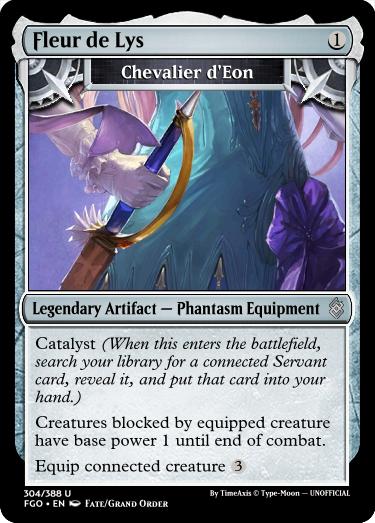 Fleur de Lys 1
Chevalier d'Eon
Legendary Artifact — Phantasm Equipment
Catalyst (When this enters the battlefield,
search your library for a connected Servant
card, reveal it, and put that card into your
hand.)
Creatures blocked by equipped creature
have base power 1 until end of combat.
Equip connected creature 3
304/388 U
FGO • EN Fate/Grand Order
By TimeAxis © Type-Moon — UNOFFICIAL